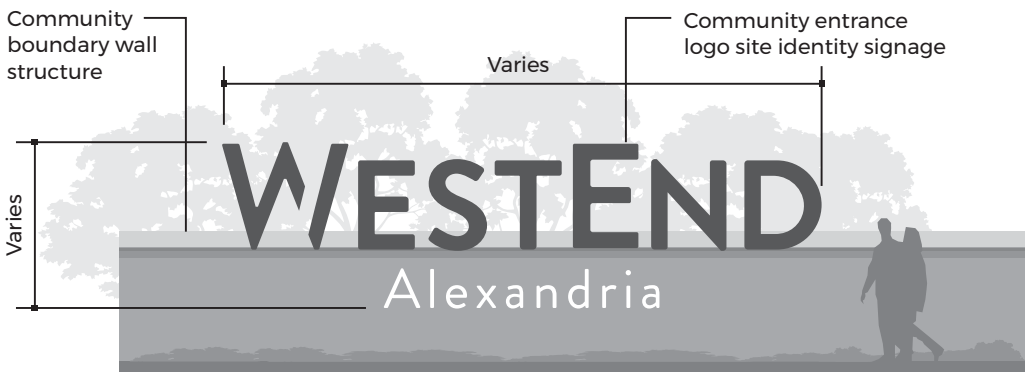 Community
boundary wall
structure
Community entrance
logo site identity signage
Varies
Varies
WESTEND
Alexandria